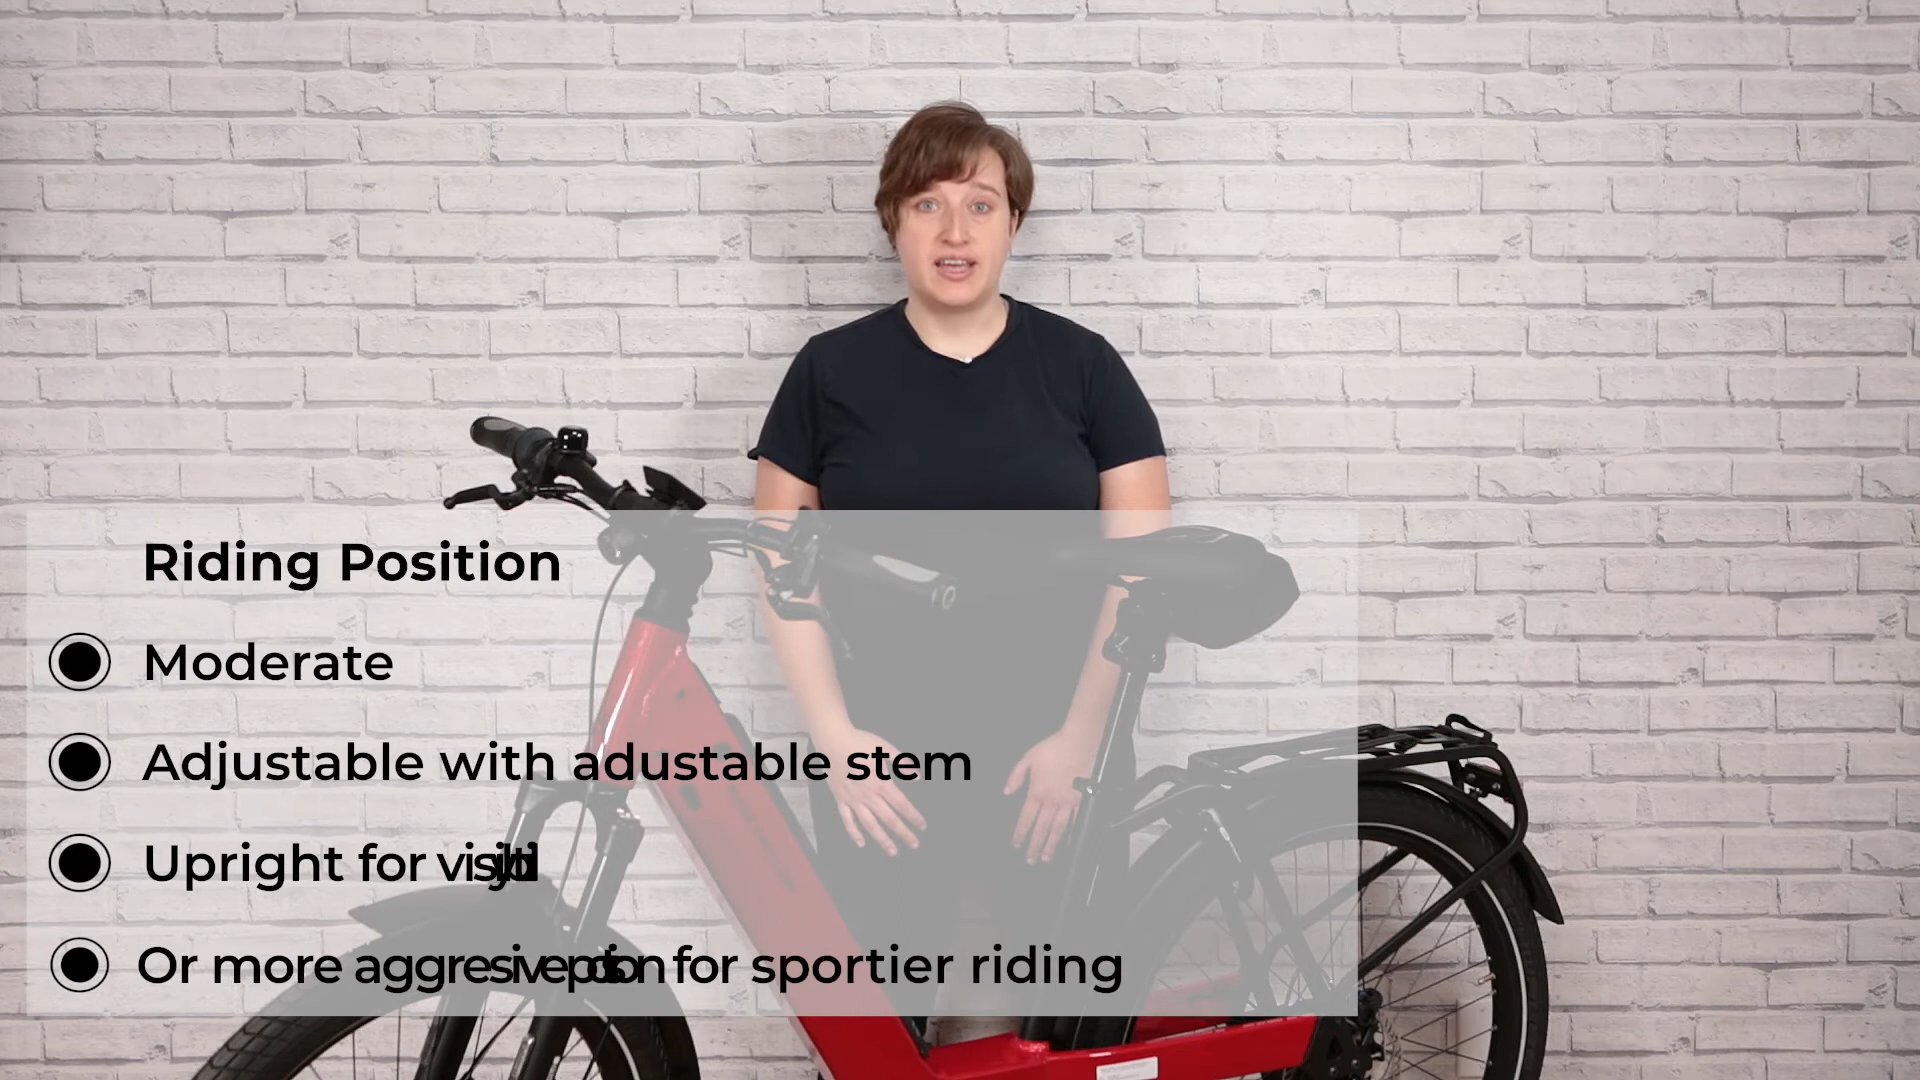 Riding Position
Moderate
Adjustable with adustable stem
Upright for
Or more for sportier riding